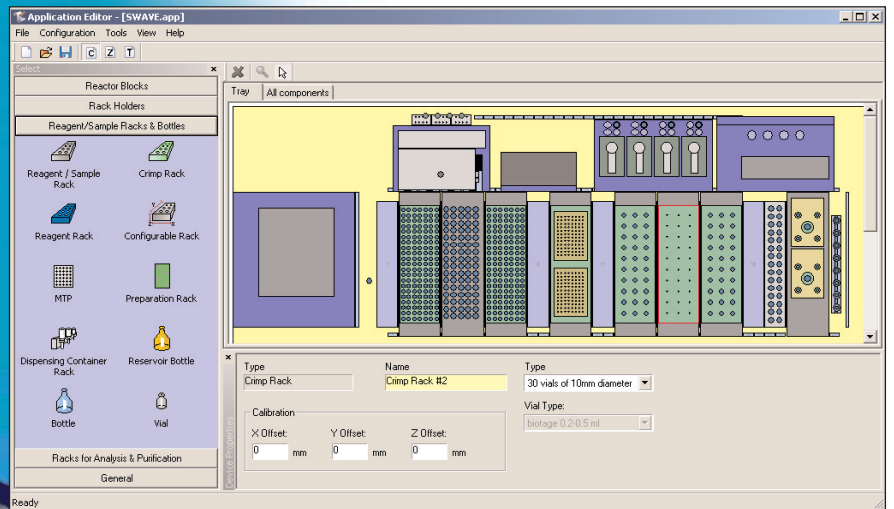 Application Editor - [SWAVE.app]
File Configuration Tools View Help
C Z T
Select
Reactor Blocks
Rack Holders
Reagent/Sample Racks & Bottles
Reagent / Sample
Rack
Crimp Rack
Reagent Rack
Configurable Rack
MTP
Preparation Rack
Dispensing Container
Rack
Reservoir Bottle
Bottle
Vial
Racks for Analysis & Purification
General
Tray
All components
Type
Name
Type
Crimp Rack
Crimp Rack #2
30 vials of 10mm diameter
Vial Type:
biotage 0.2-0.5 ml
Calibration
X Offset:
Y Offset:
Z Offset:
0 mm
0 mm
0 mm
Device Properties
Ready